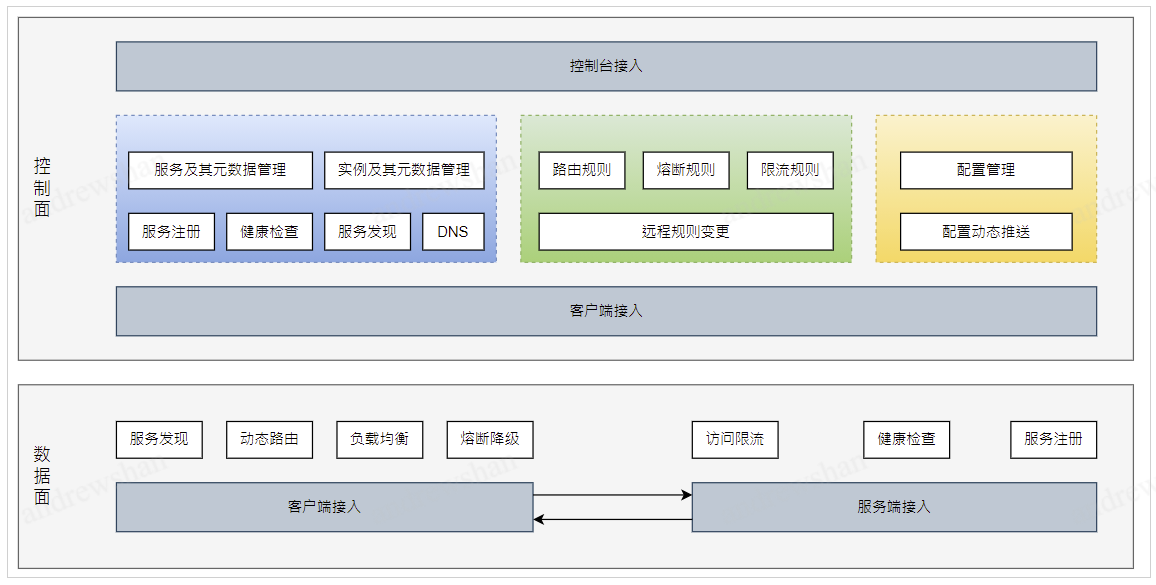 控制面
控制台接入
服务及其元数据管理
实例及其元数据管理
服务注册
健康检查
服务发现
DNS
路由规则
熔断规则
限流规则
远程规则变更
配置管理
配置动态推送
客户端接入
数据面
服务发现
动态路由
负载均衡
熔断降级
访问限流
健康检查
服务注册
客户端接入
服务端接入
andrewshan